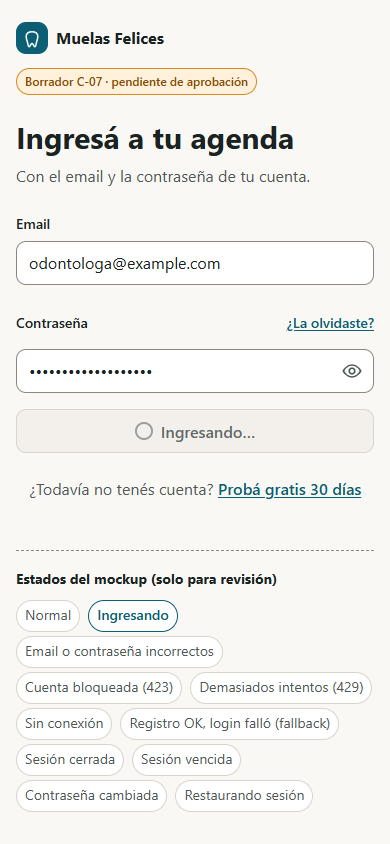 Muelas Felices
Borrador C-07 · pendiente de aprobación
Ingresá a tu agenda
Con el email y la contraseña de tu cuenta.
Email
odontologa@example.com
Contraseña ¿La olvidaste?
•••••••••••••••••••
Ingresando…
¿Todavía no tenés cuenta? Probá gratis 30 días
Estados del mockup (solo para revisión)
Normal Ingresando
Email o contraseña incorrectos
Cuenta bloqueada (423) Demasiados intentos (429)
Sin conexión Registro OK, login falló (fallback)
Sesión cerrada Sesión vencida
Contraseña cambiada Restaurando sesión